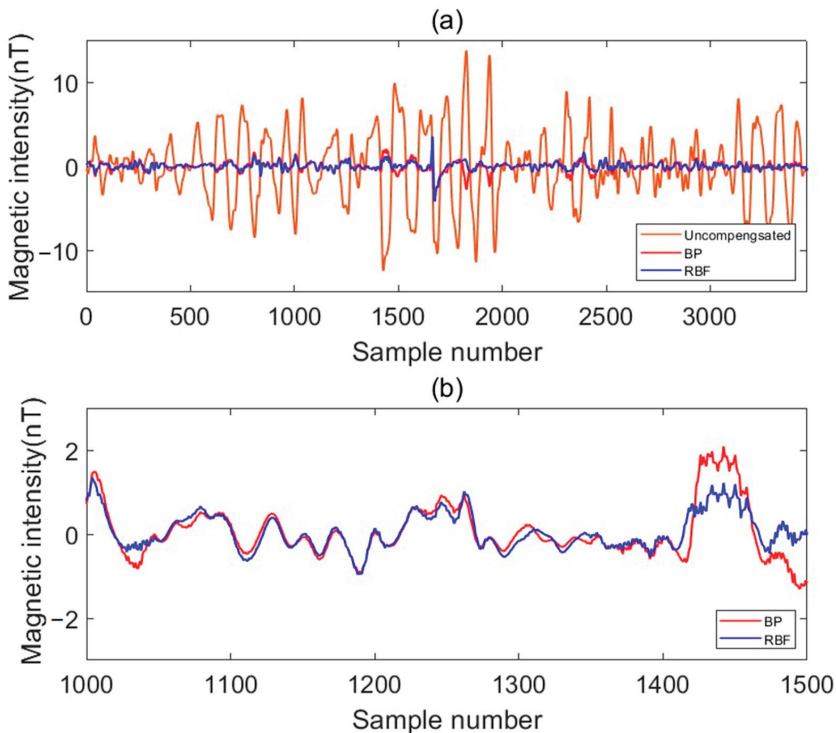 (a)
Magnetic intensity(nT)
10
0
−10
Uncompengsated
BP
RBF
0 500 1000 1500 2000 2500 3000
Sample number
(b)
Magnetic intensity(nT)
2
0
−2
BP
RBF
1000 1100 1200 1300 1400 1500
Sample number